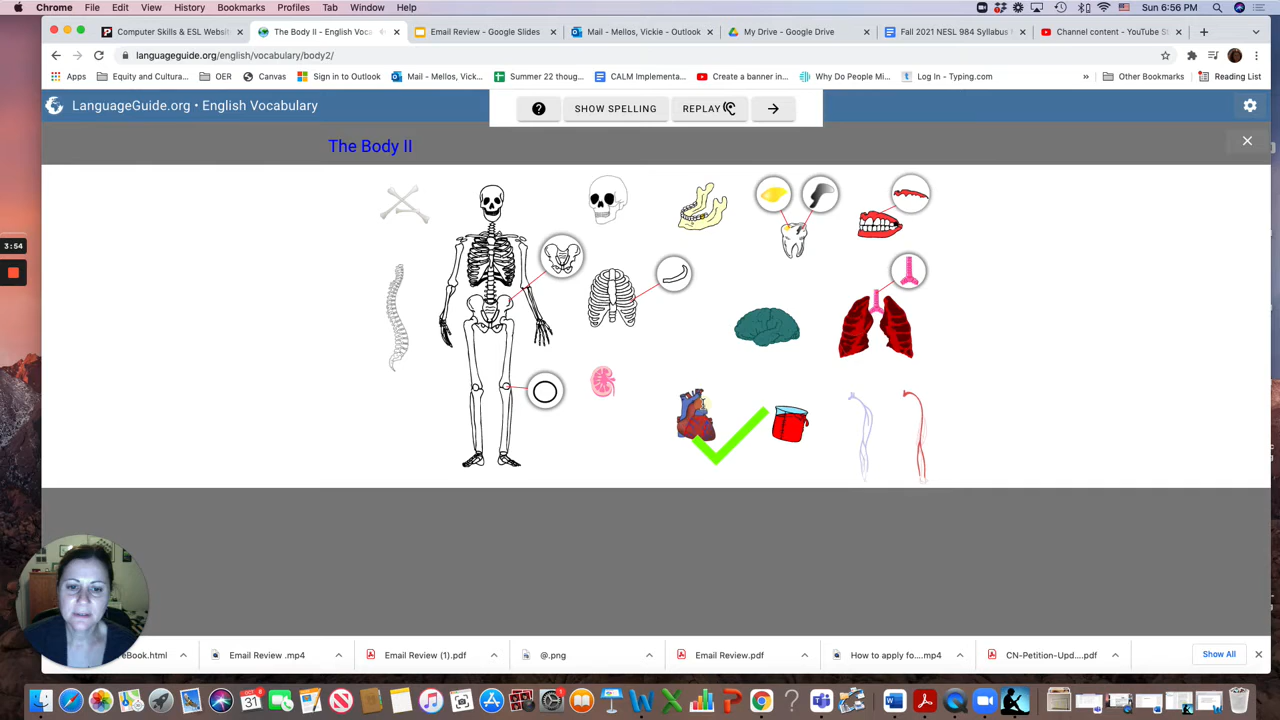 Chrome File Edit View History Bookmarks Profiles Tab Window Help Sun 6:56 PM
Computer Skills & ESL Websit × The Body II - English Voca × Email Review - Google Slides × Mail - Mellos, Vickie - Outlook × My Drive - Google Drive × Fall 2021 NESL 984 Syllabus × Channel content - YouTube St ×
languageguide.org/english/vocabulary/body2/
Apps Equity and Cultura... OER Canvas Sign in to Outlook Mail - Mellos, Vick... Summer 22 thoug... CALM Implementa... Create a banner in... Why Do People Mi... Log In - Typing.com » Other Bookmarks Reading List
LanguageGuide.org • English Vocabulary SHOW SPELLING REPLAY
The Body II
3:54
eBook.html Email Review .mp4 Email Review (1).pdf @.png Email Review.pdf How to apply fo....mp4 CN-Petition-Upd....pdf Show All